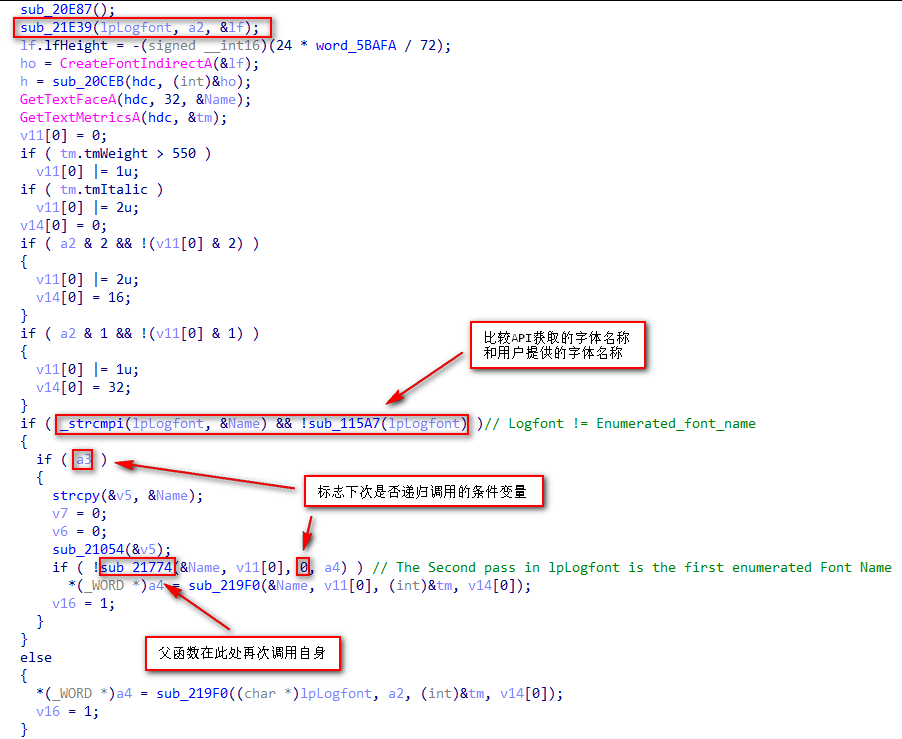 sub_20E87();
sub_21E39(lpLogfont, a2, &lf);
lf.lfHeight = -(signed __int16)(24 * word_5BAFA / 72);
ho = CreateFontIndirectA(&lf);
h = sub_20CEB(hdc, (int)&ho);
GetTextFaceA(hdc, 32, &Name);
GetTextMetricsA(hdc, &tm);
v11[0] = 0;
if ( tm.tmWeight > 550 )
v11[0] |= 1u;
if ( tm.tmItalic )
v11[0] |= 2u;
v14[0] = 0;
if ( a2 & 2 && !(v11[0] & 2) )
{
v11[0] |= 2u;
v14[0] = 16;
}
if ( a2 & 1 && !(v11[0] & 1) )
{
v11[0] |= 1u;
v14[0] = 32;
}
比较API获取的字体名称
和用户提供的字体名称
if ( _strcmpi(lpLogfont, &Name) && !sub_115A7(lpLogfont) )// Logfont != Enumerated_font_name
{
if ( a3 )
{
标志下次是否递归调用的条件变量
strcpy(&v5, &Name);
v7 = 0;
v6 = 0;
sub_21054(&v5);
if ( !sub_21774(&Name, v11[0], 0, a4) ) // The Second pass in lpLogfont is the first enumerated Font Name
*(_WORD *)a4 = sub_219F0(&Name, v11[0], (int)&tm, v14[0]);
v16 = 1;
}
}
父函数在此处再次调用自身
else
{
*(_WORD *)a4 = sub_219F0((char *)lpLogfont, a2, (int)&tm, v14[0]);
v16 = 1;
}